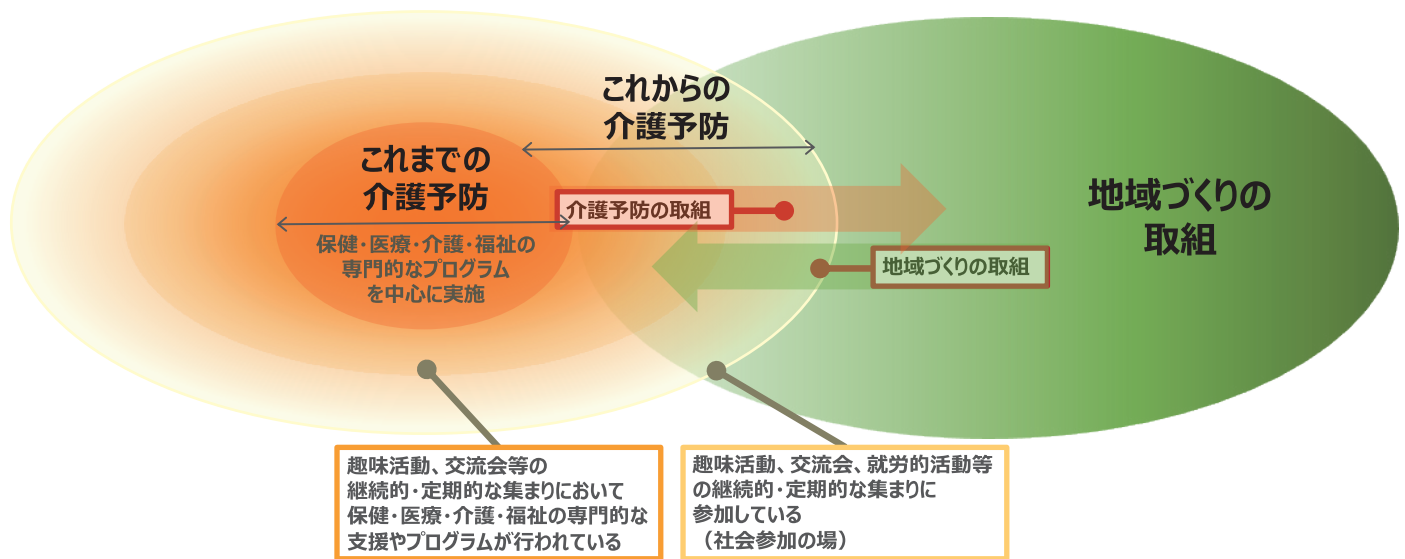 これからの
介護予防
これまでの
介護予防
保健・医療・介護・福祉の
専門的なプログラム
を中心に実施
介護予防の取組
地域づくりの取組
地域づくりの
取組
趣味活動、交流会等の
継続的・定期的な集まりにおいて
保健・医療・介護・福祉の専門的な
支援やプログラムが行われている
趣味活動、交流会、就労的活動等
の継続的・定期的な集まりに
参加している
（社会参加の場）